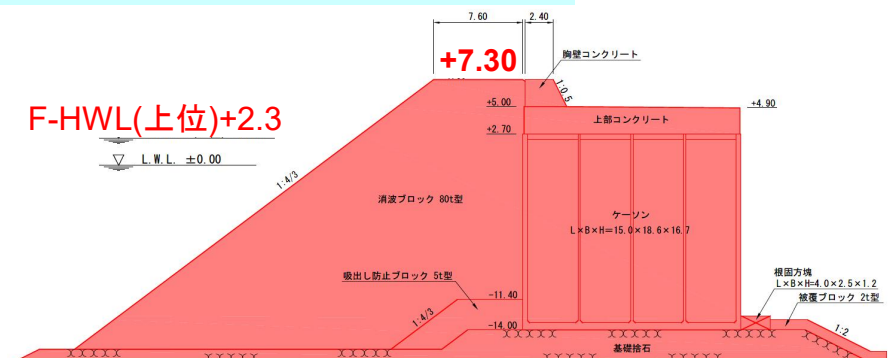 7.60
2.40
+7.30
胸壁コンクリート
1:0.5
+5.00
+4.90
F-HWL(上位)+2.3
上部コンクリート
+2.70
L.W.L. ±0.00
1:4/3
消波ブロック 80t型
ケーソン
L×B×H=15.0×18.6×16.7
吸出し防止ブロック 5t型
根固方塊
L×B×H=4.0×2.5×1.2
-11.40
被覆ブロック 2t型
1:4/3
-14.00
1:2
基礎捨石